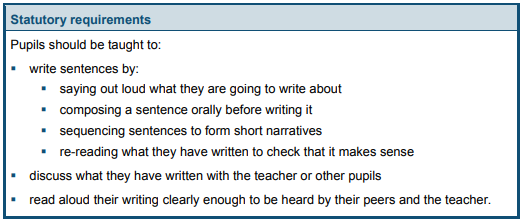 Statutory requirements
Pupils should be taught to:
▪ write sentences by:
▪ saying out loud what they are going to write about
▪ composing a sentence orally before writing it
▪ sequencing sentences to form short narratives
▪ re-reading what they have written to check that it makes sense
▪ discuss what they have written with the teacher or other pupils
▪ read aloud their writing clearly enough to be heard by their peers and the teacher.